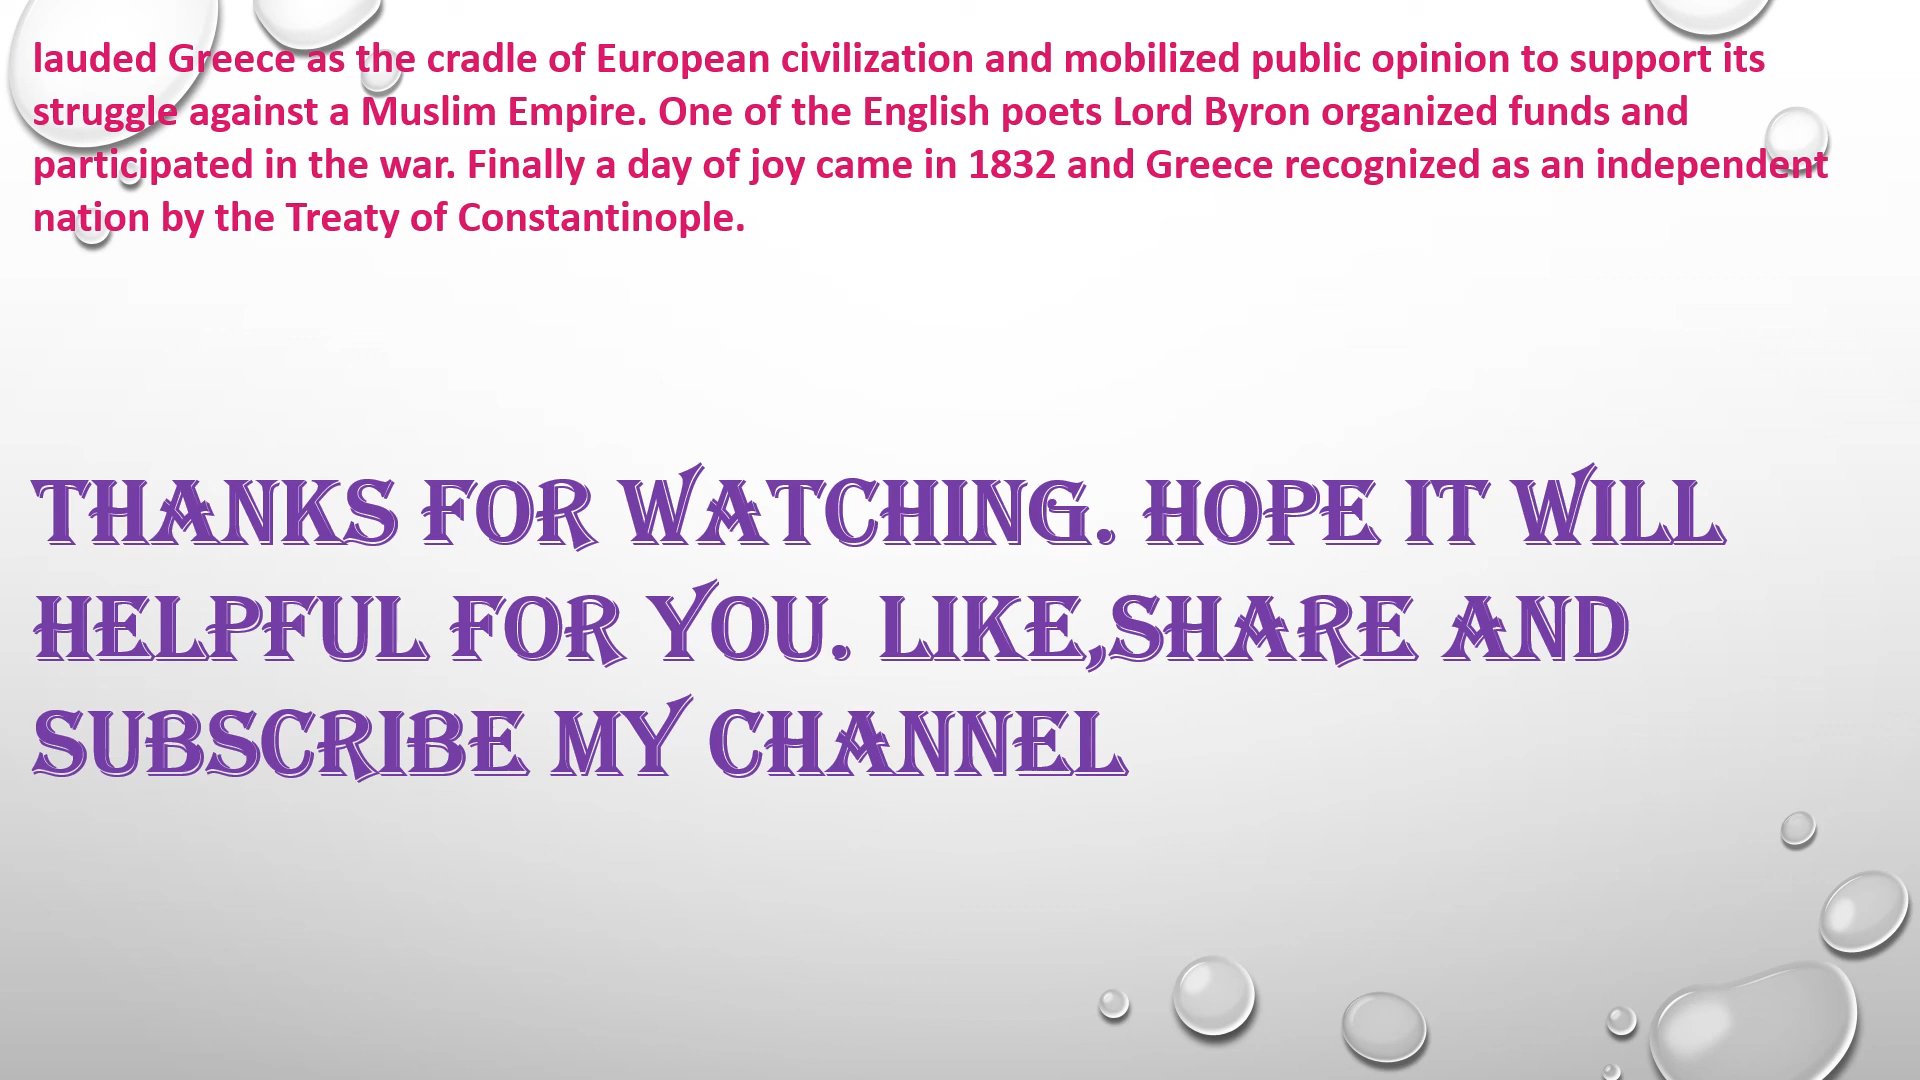 lauded Greece as the cradle of European civilization and mobilized public opinion to support its
struggle against a Muslim Empire. One of the English poets Lord Byron organized funds and
participated in the war. Finally a day of joy came in 1832 and Greece recognized as an independent
nation by the Treaty of Constantinople.
THANKS FOR WATCHING. HOPE IT WILL
HELPFUL FOR YOU. LIKE,SHARE AND
SUBSCRIBE MY CHANNEL